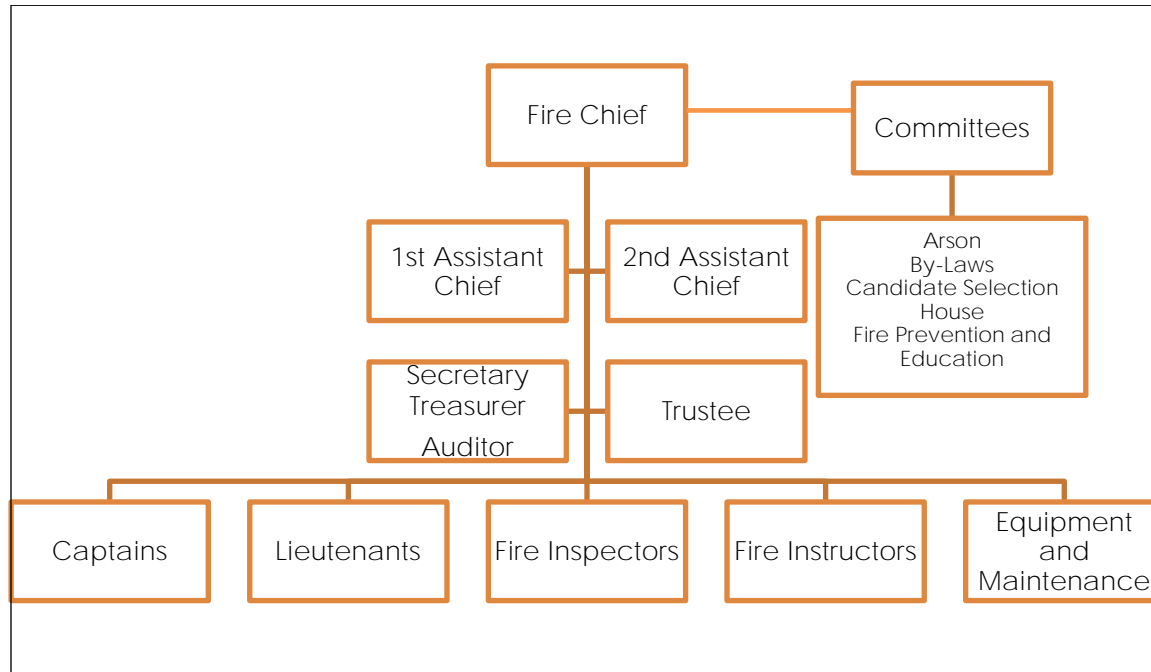 Fire Chief
Committees
1st Assistant
Chief
2nd Assistant
Chief
Arson
By-Laws
Candidate Selection
House
Fire Prevention and
Education
Secretary
Treasurer
Auditor
Trustee
Captains
Lieutenants
Fire Inspectors
Fire Instructors
Equipment
and
Maintenance